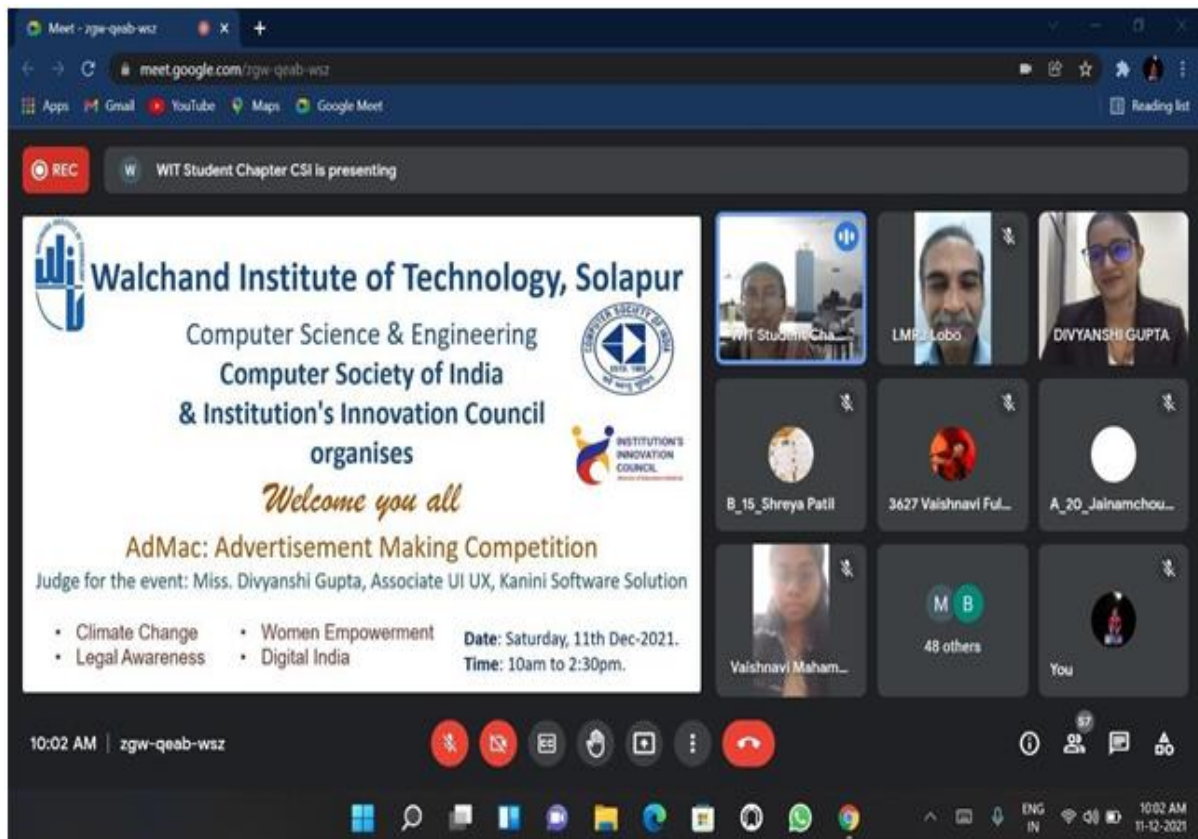 Meet - zgw-qeab-wsz
meet.google.com/zgw-qeab-wsz
Apps Gmail YouTube Maps Google Meet Reading list
REC W WIT Student Chapter CSI is presenting
Walchand Institute of Technology, Solapur
Computer Science & Engineering
Computer Society of India
& Institution's Innovation Council
organises
Welcome you all
AdMac: Advertisement Making Competition
Judge for the event: Miss. Divyanshi Gupta, Associate UI UX, Kanini Software Solution
• Climate Change
• Legal Awareness
• Women Empowerment
• Digital India
Date: Saturday, 11th Dec-2021.
Time: 10am to 2:30pm.
COMPUTER SOCIETY OF INDIA
ESTD. 1965
INSTITUTION'S
INNOVATION
COUNCIL
WIT Student Cha...
LMRJ Lobo
DIVYANSHI GUPTA
B_15_Shreya Patil
3627 Vaishnavi Ful...
A_20_Jainamchou...
Vaishnavi Maham...
M B
48 others
You
10:02 AM | zgw-qeab-wsz
57
ENG
IN
10:02 AM
11-12-2021